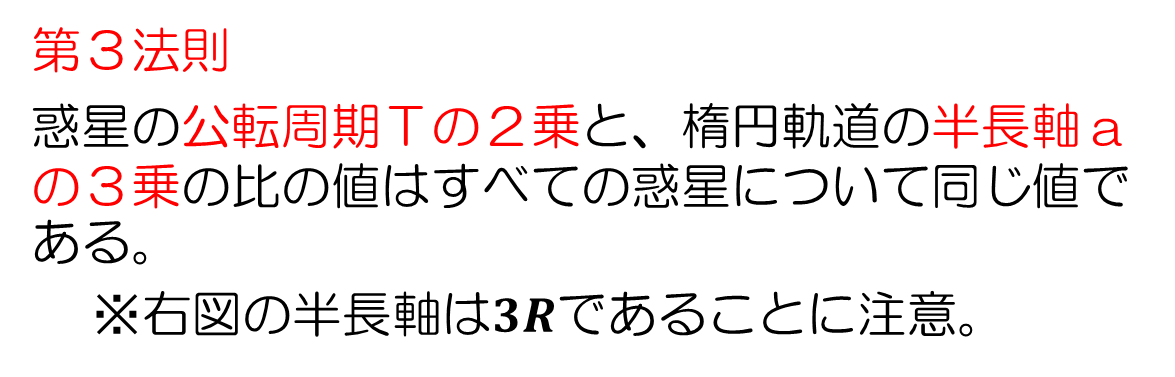 第３法則
惑星の公転周期Ｔの２乗と、楕円軌道の半長軸ａ
の３乗の比の値はすべての惑星について同じ値で
ある。
※右図の半長軸は3Rであることに注意。